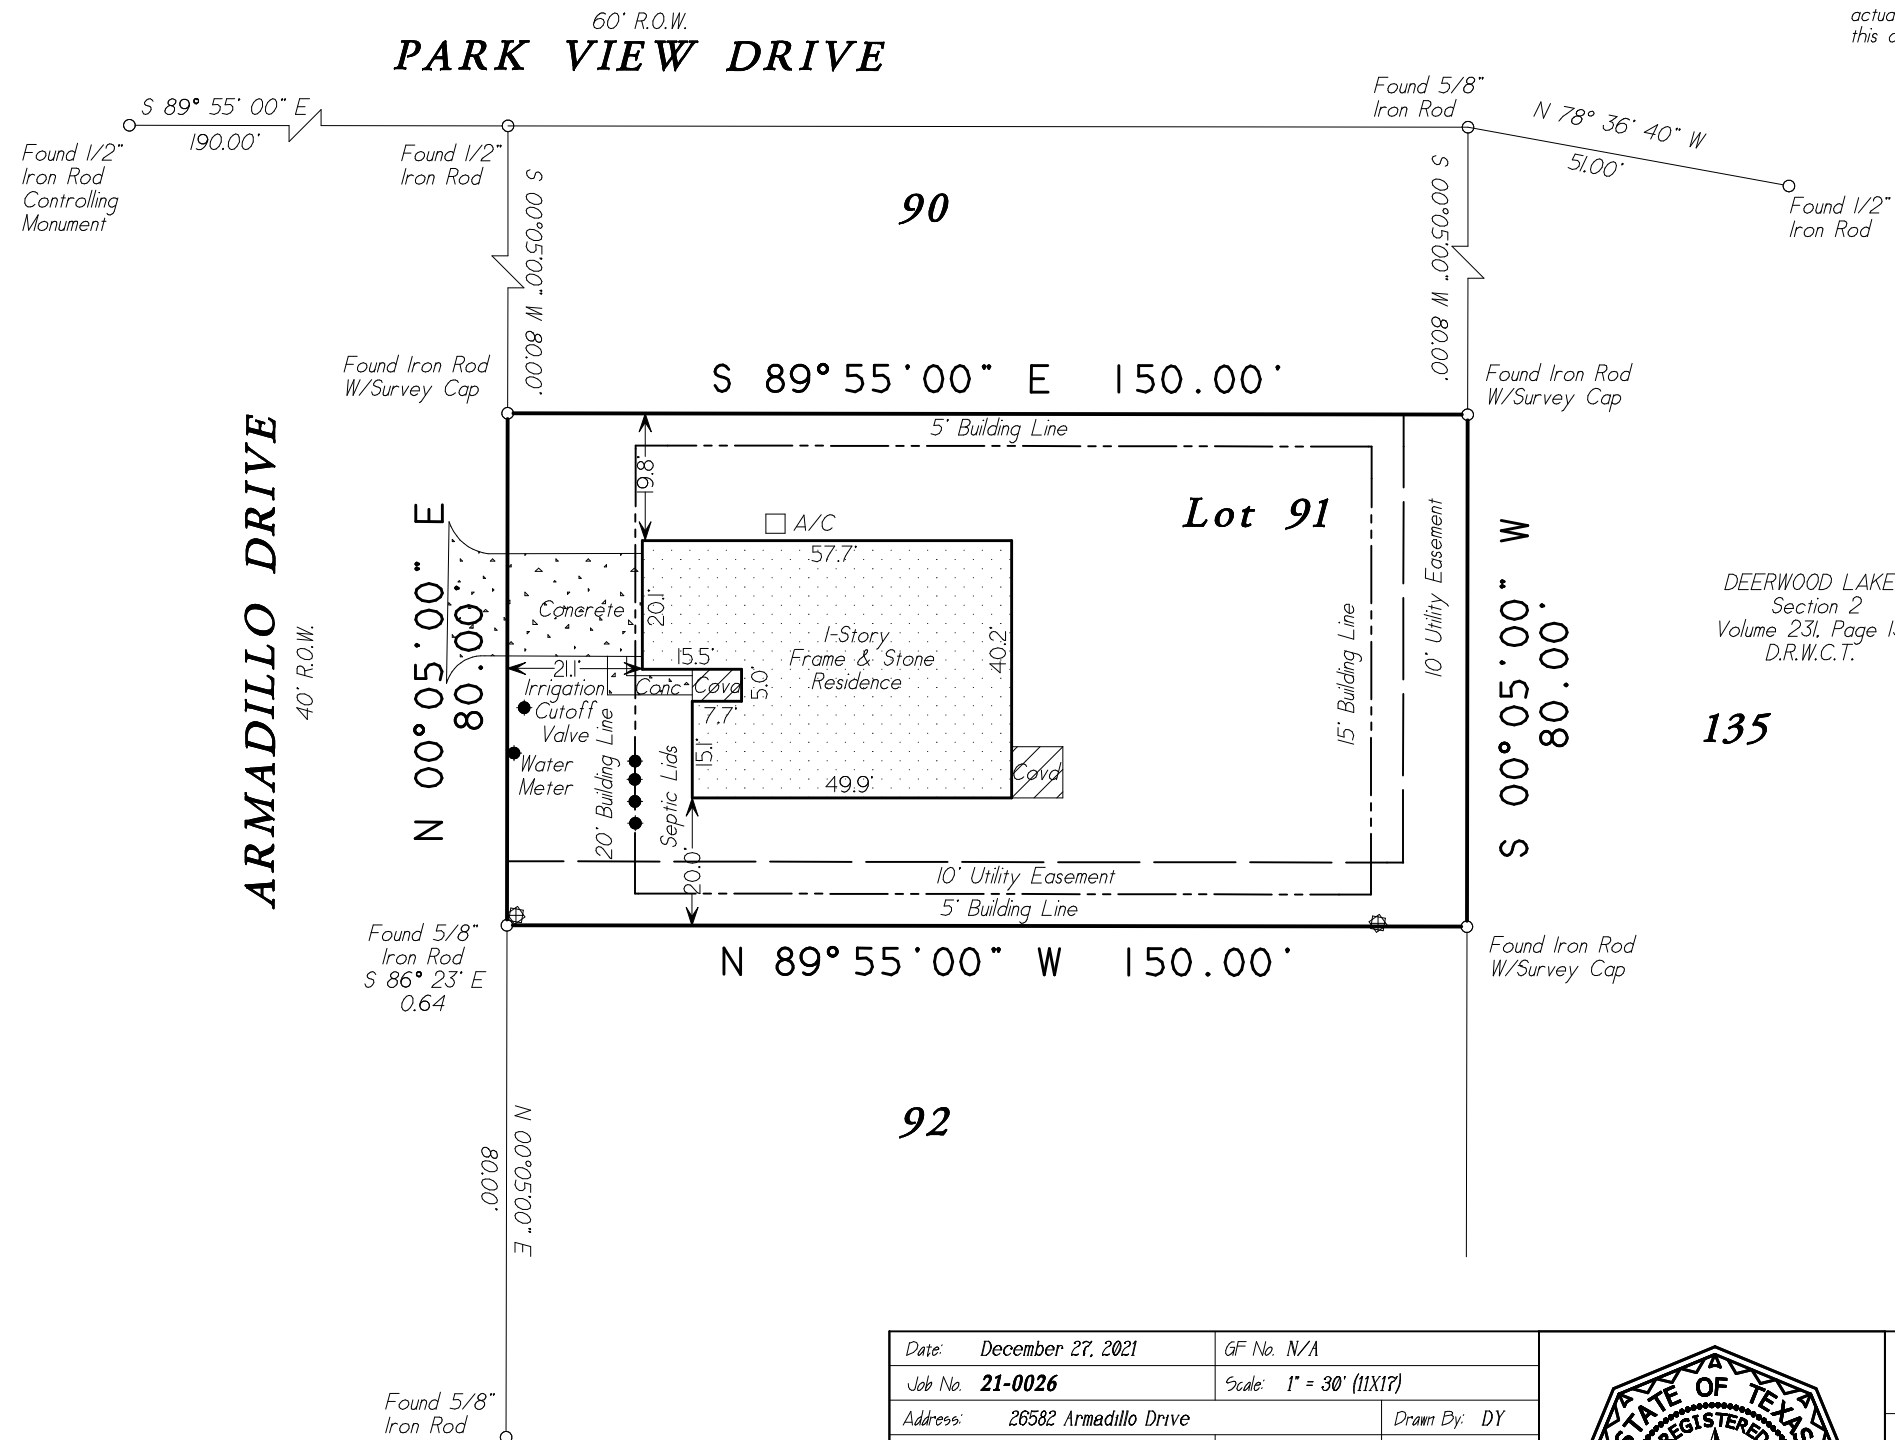 60' R.O.W.
PARK VIEW DRIVE
actua
this
S 89° 55' 00" E
190.00'
Found 1/2"
Iron Rod
Controlling
Monument
Found 1/2"
Iron Rod
Found 5/8"
Iron Rod
N 78° 36' 40" W
51.00'
Found 1/2"
Iron Rod
S 00°05'00" W 80.00'
90
S 00°05'00" W 80.00'
Found Iron Rod
W/Survey Cap
S 89°55'00" E 150.00'
Found Iron Rod
W/Survey Cap
ARMADILLO DRIVE
40' R.O.W.
N 00°05'00" E
80.00'
5' Building Line
19.8'
A/C
Lot 91
57.7'
Concrete
20.1'
1-Story
Frame & Stone
Residence
40.2'
15.5'
21.1'
Conc
Covd
5.0'
7.7'
Irrigation
Cutoff
Valve
Water
Meter
20' Building Line
Septic Lids
15.1'
49.9'
Covd
20.0'
15' Building Line
10' Utility Easement
S 00°05'00" W
80.00'
DEERWOOD LAKE
Section 2
Volume 231, Page
D.R.W.C.T.
135
10' Utility Easement
5' Building Line
Found 5/8"
Iron Rod
S 86° 23' E
0.64
N 89°55'00" W 150.00'
Found Iron Rod
W/Survey Cap
92
N 00°05'00" E
80.00'
Found 5/8"
Iron Rod
Date: December 27, 2021
GF No. N/A
Job No. 21-0026
Scale: 1" = 30' (11X17)
Address: 26582 Armadillo Drive
Drawn By: DY
STATE OF TEXAS
REGISTERED